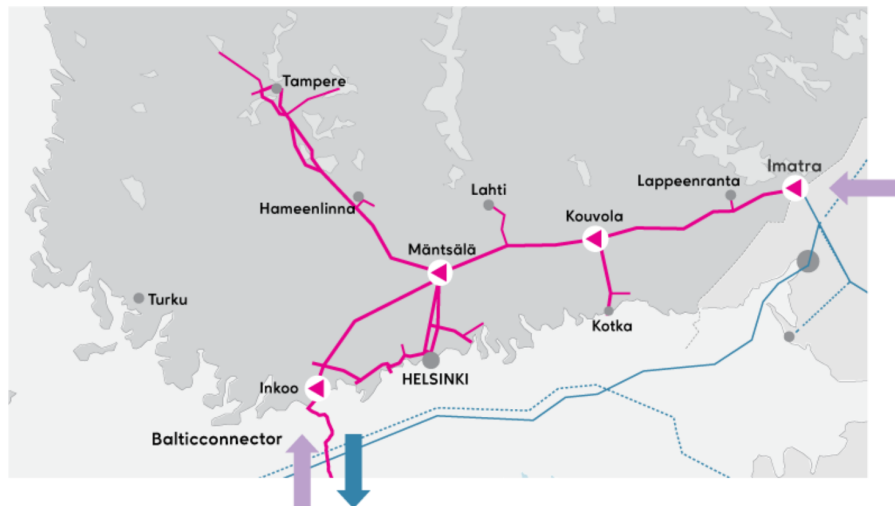 Tampere
Imatra
Lappeenranta
Lahti
Hameenlinna
Kouvola
Mäntsälä
Turku
Kotka
HELSINKI
Inkoo
Balticconnector